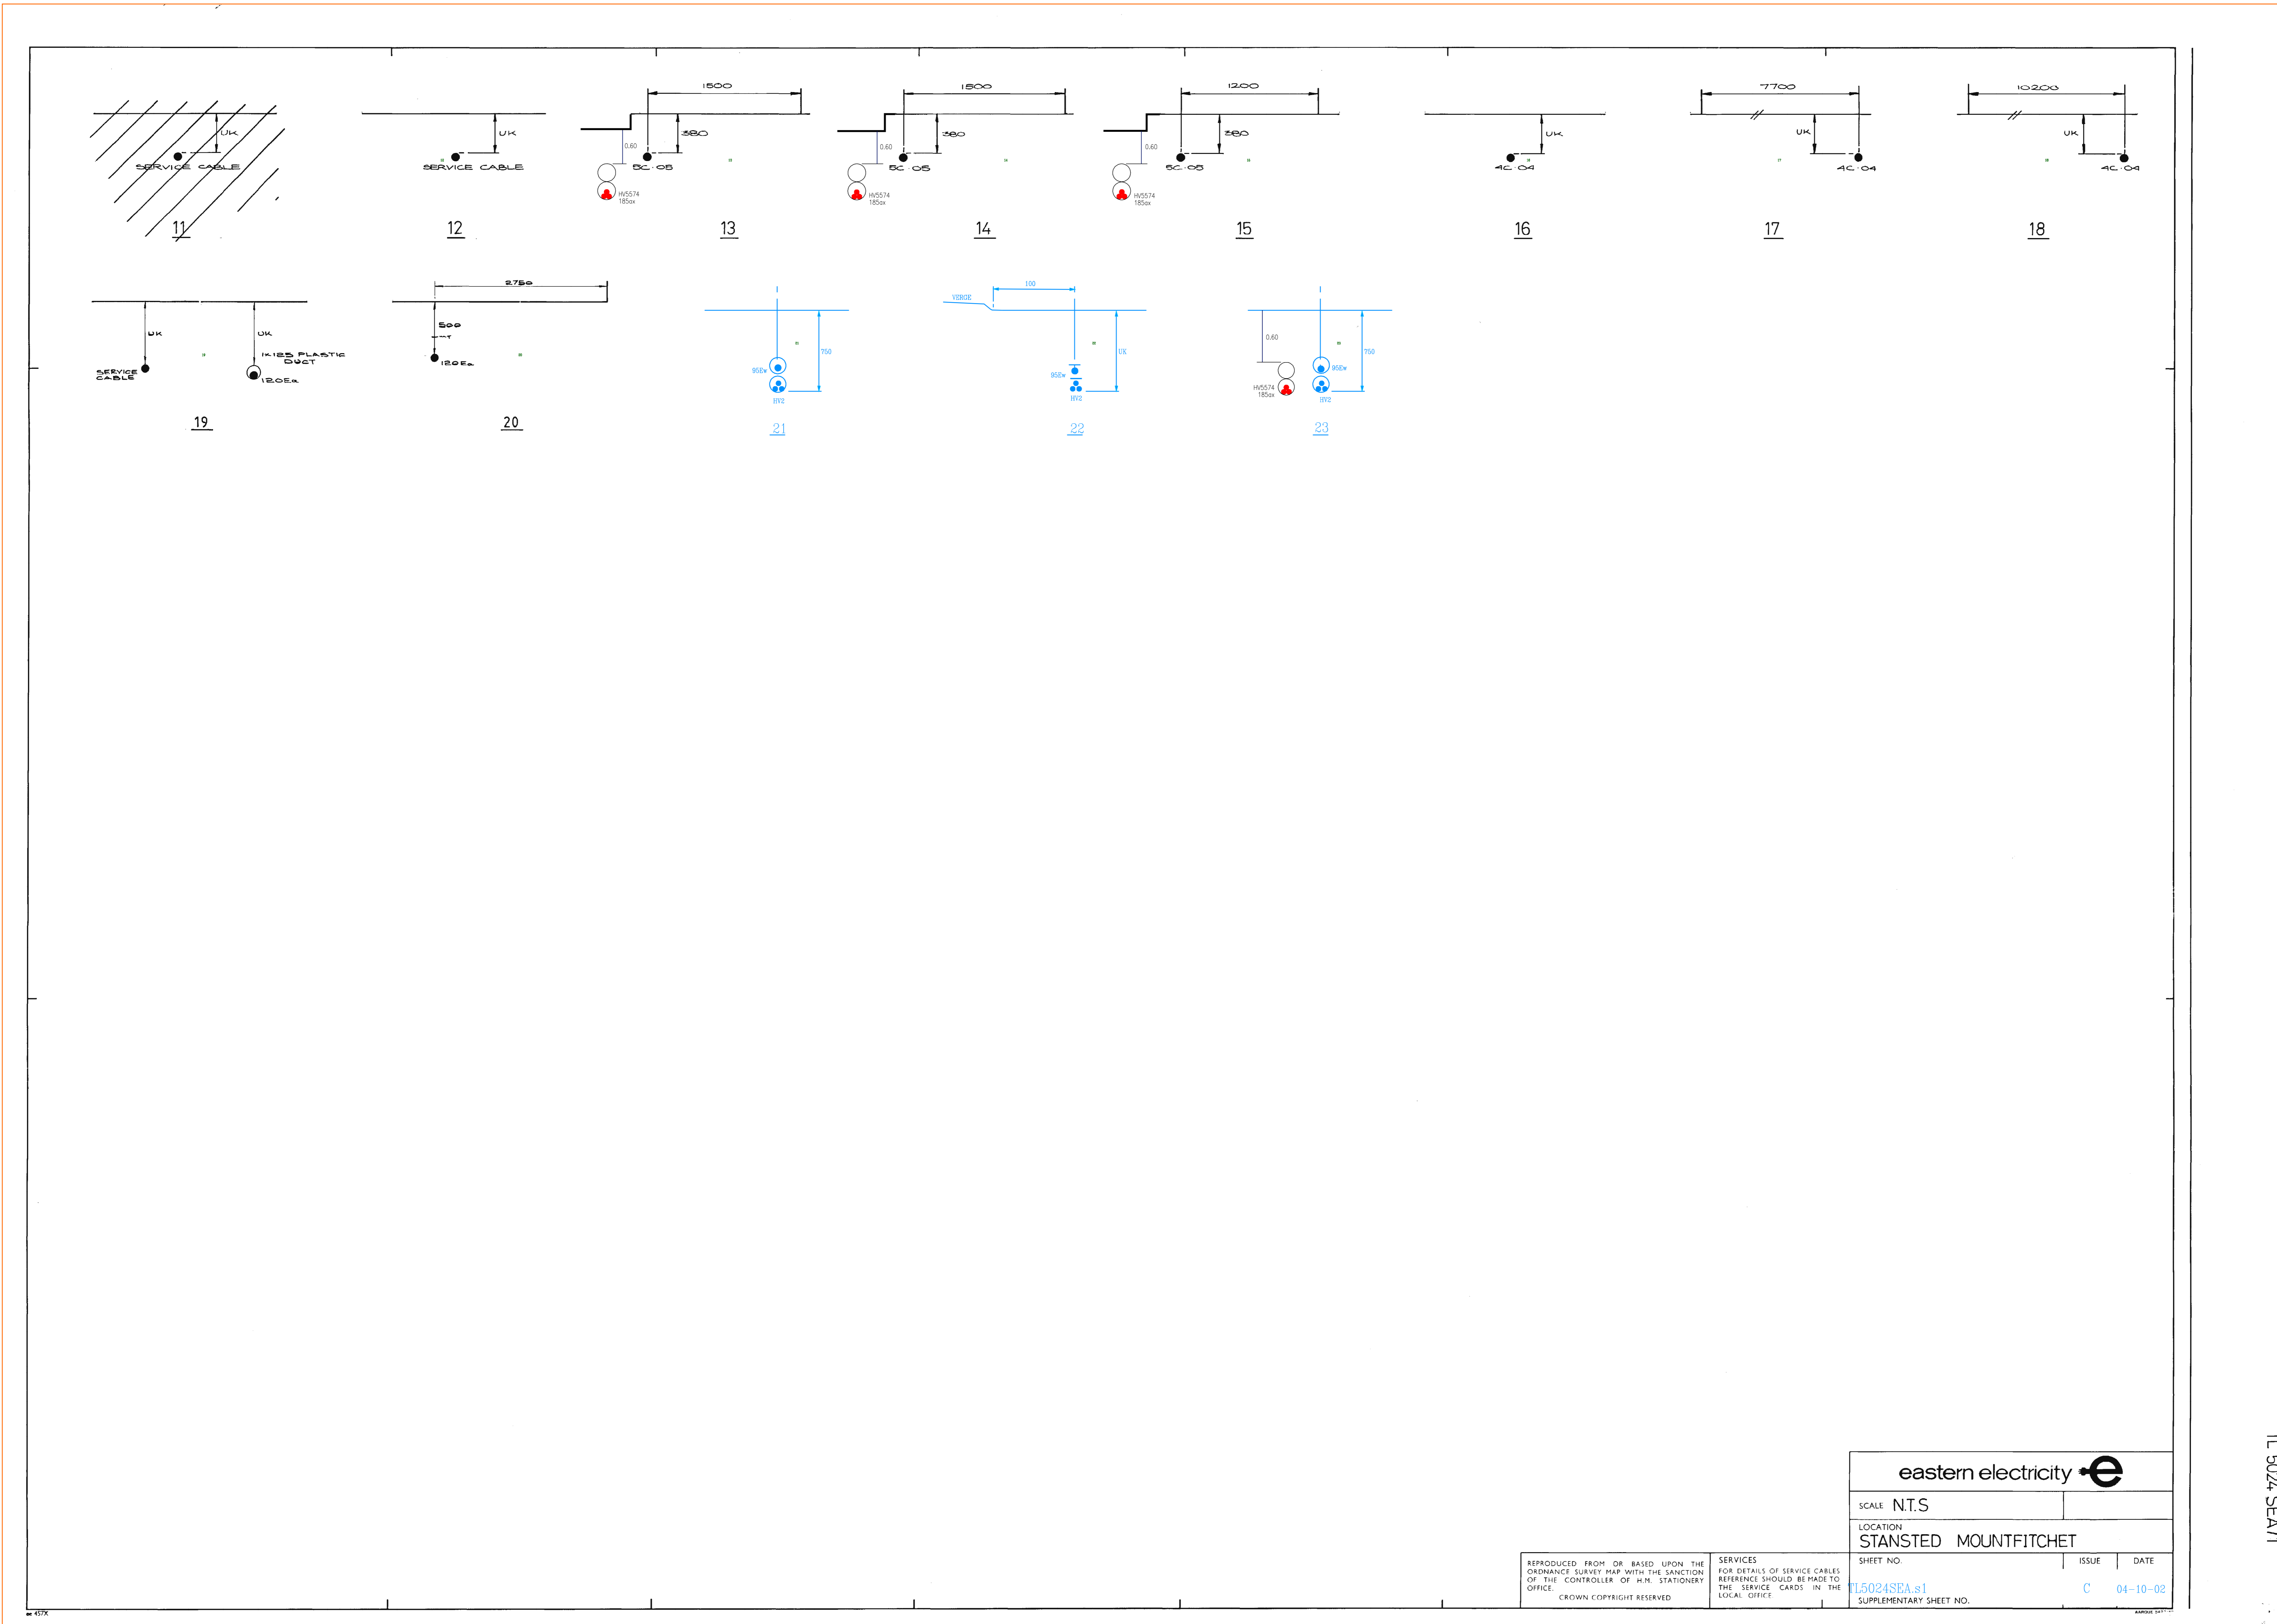 UK
SERVICE CABLE
11
UK
SERVICE CABLE
12
1500
380
0.60
5C·05
HV5574
185ax
13
1500
380
0.60
5C·05
HV5574
185ax
14
1200
380
0.60
5C·05
HV5574
185ax
15
UK
4C·04
16
7700
UK
4C·04
17
10200
UK
4C·04
18
UK
SERVICE
CABLE
UK
1x125 PLASTIC
DUCT
120Ea
19
2750
500
T
120Ea
20
750
95Ew
HV2
21
VERGE
100
UK
95Ew
HV2
22
0.60
HV5574
185ax
95Ew
750
HV2
23
eastern electricity
SCALE N.T.S
LOCATION
STANSTED MOUNTFITCHET
REPRODUCED FROM OR BASED UPON THE
ORDNANCE SURVEY MAP WITH THE SANCTION
OF THE CONTROLLER OF H.M. STATIONERY
OFFICE.
CROWN COPYRIGHT RESERVED
SERVICES
FOR DETAILS OF SERVICE CABLES
REFERENCE SHOULD BE MADE TO
THE SERVICE CARDS IN THE
LOCAL OFFICE
SHEET NO. ISSUE DATE
TL5024SEA.s1 C 04-10-02
SUPPLEMENTARY SHEET NO.
ee 457X
TL 5024 SEA